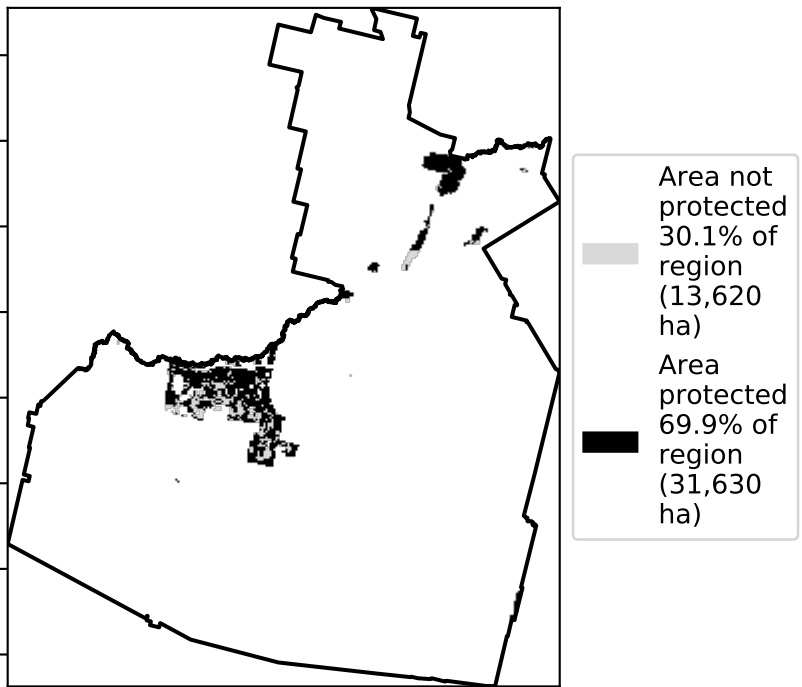 Area not
protected
30.1% of
region
(13,620
ha)
Area
protected
69.9% of
region
(31,630
ha)